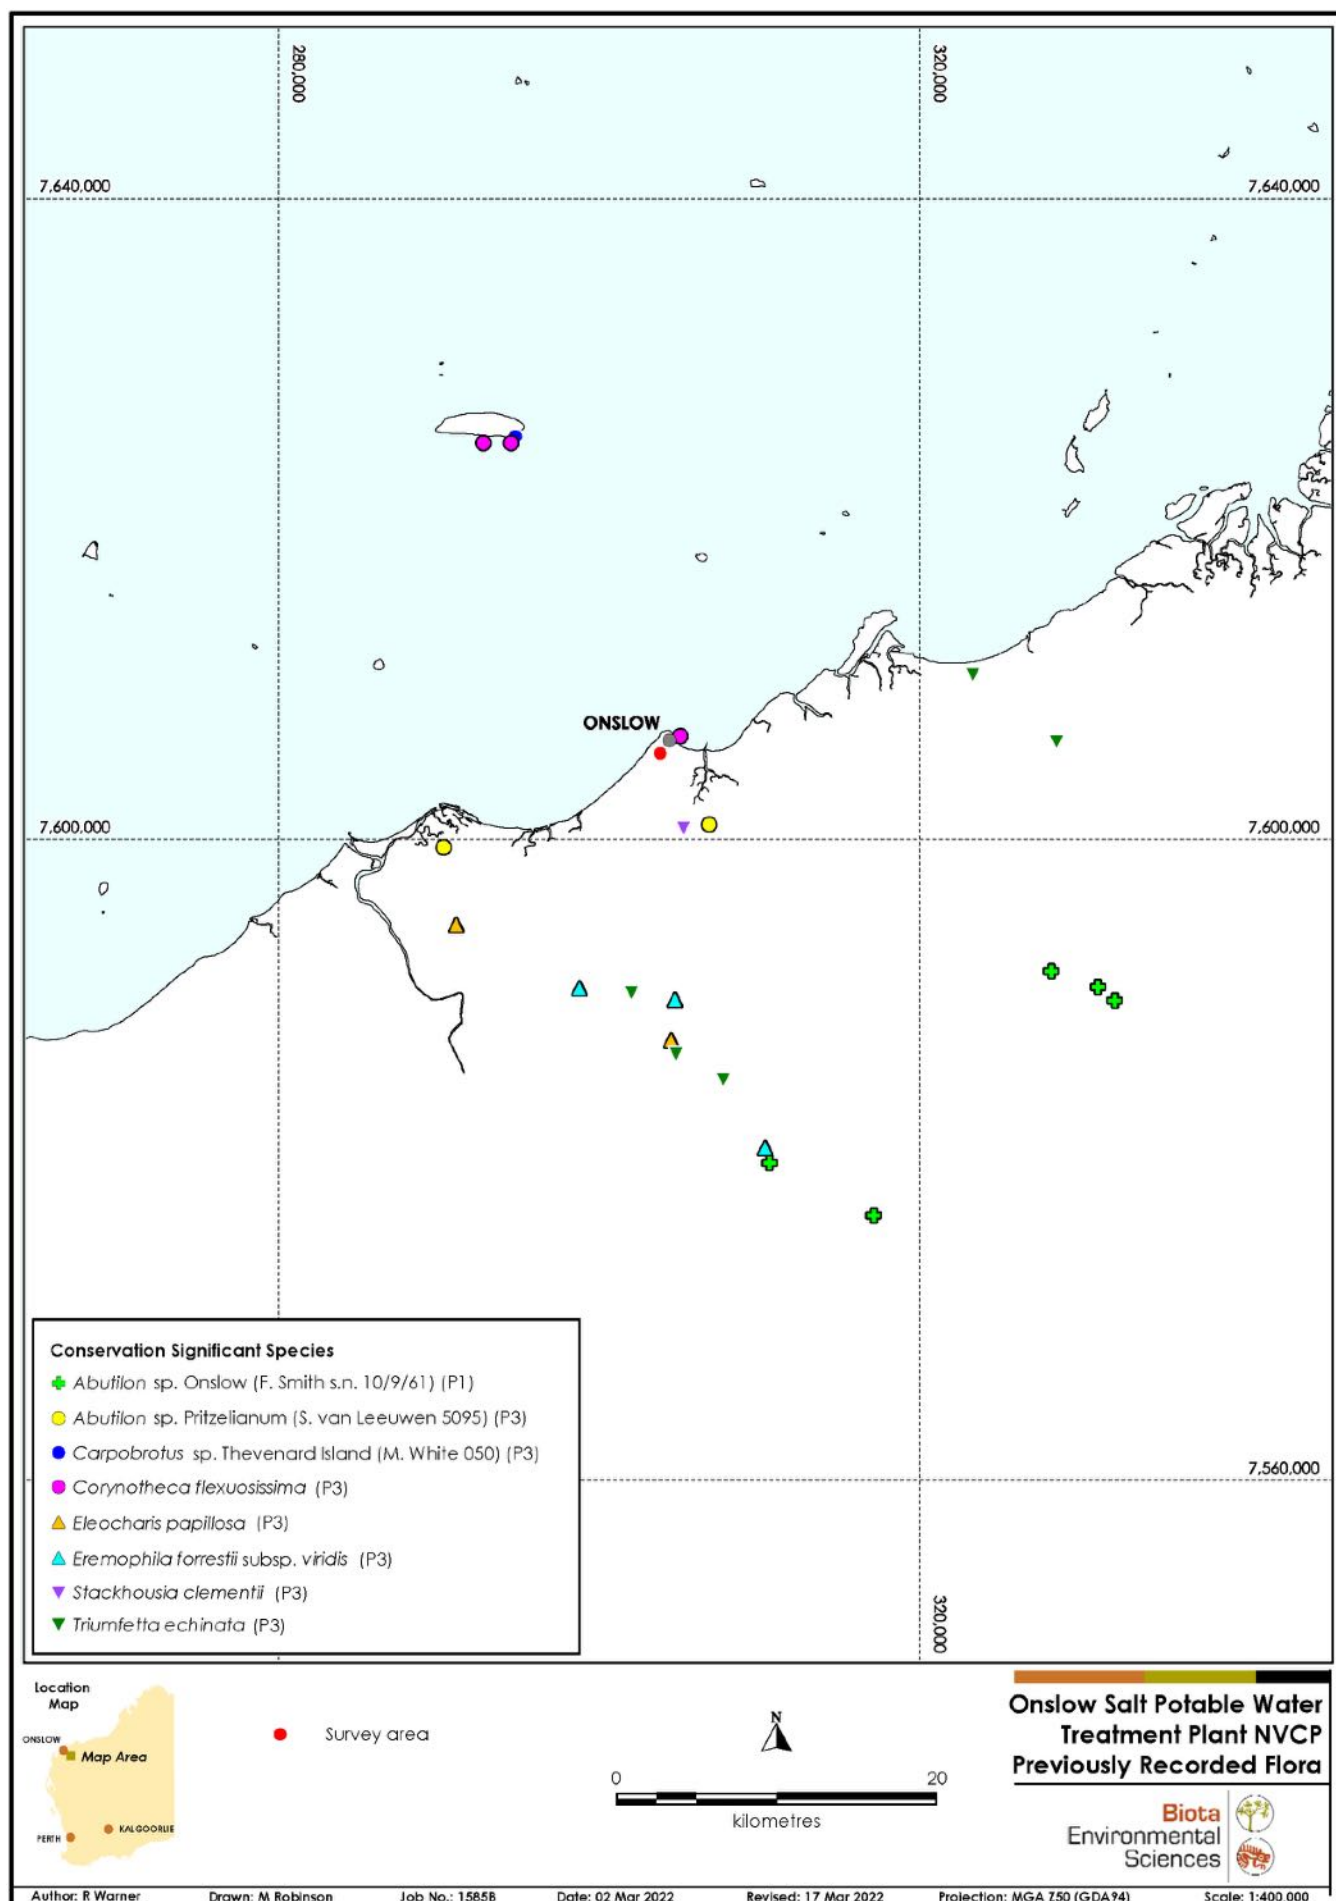 280,000
320,000
7,640,000
7,640,000
ONSLOW
7,600,000
7,600,000
7,560,000
320,000
Conservation Significant Species
Abutilon sp. Onslow (F. Smith s.n. 10/9/61) (P1)
Abutilon sp. Pritzelianum (S. van Leeuwen 5095) (P3)
Carpobrotus sp. Thevenard Island (M. White 050) (P3)
Corynotheca flexuosissima (P3)
Eleocharis papillosa (P3)
Eremophila forrestii subsp. viridis (P3)
Stackhousia clementii (P3)
Triumfetta echinata (P3)
Location
Map
ONSLOW
Map Area
PERTH
KALGOORLIE
Survey area
N
0 20
kilometres
Onslow Salt Potable Water
Treatment Plant NVCP
Previously Recorded Flora
Biota
Environmental
Sciences
Author: R Warner Drawn: M Robinson Job No.: 1585B Date: 02 Mar 2022 Revised: 17 Mar 2022 Projection: MGA Z50 (GDA94) Scale: 1:400,000